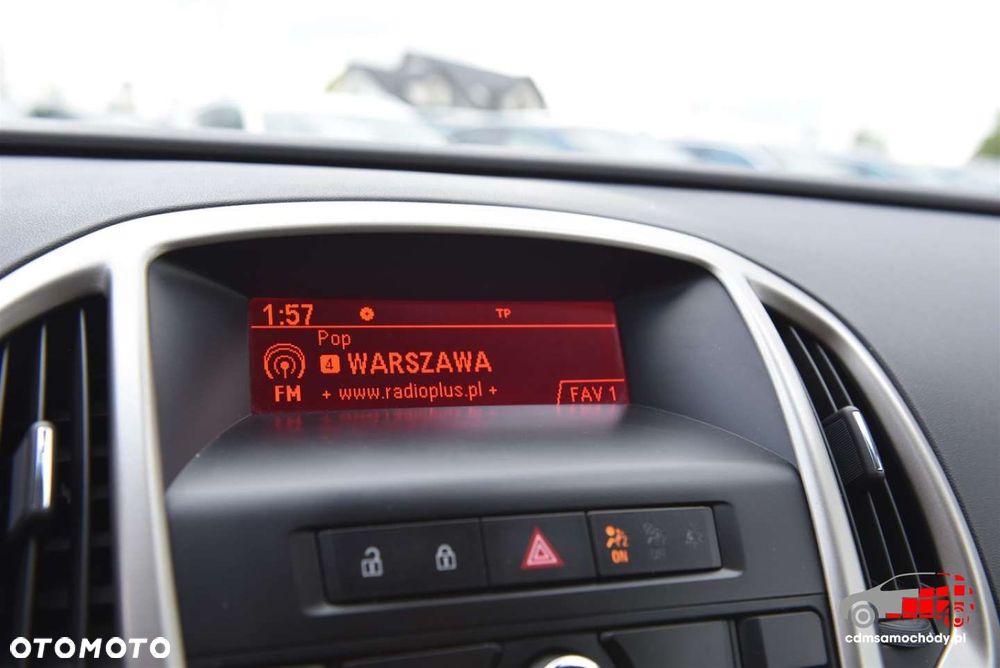 1:57 TP
Pop
4 WARSZAWA
FM + www.radioplus.pl + FAV 1
ON
OTOMOTO
cdmsamochody.pl